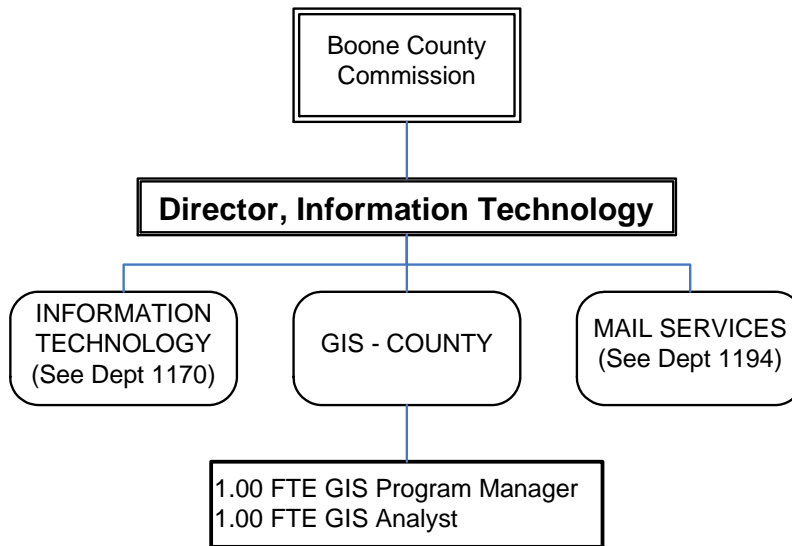 Boone County
Commission
Director, Information Technology
INFORMATION
TECHNOLOGY
(See Dept 1170)
GIS - COUNTY
MAIL SERVICES
(See Dept 1194)
1.00 FTE GIS Program Manager
1.00 FTE GIS Analyst